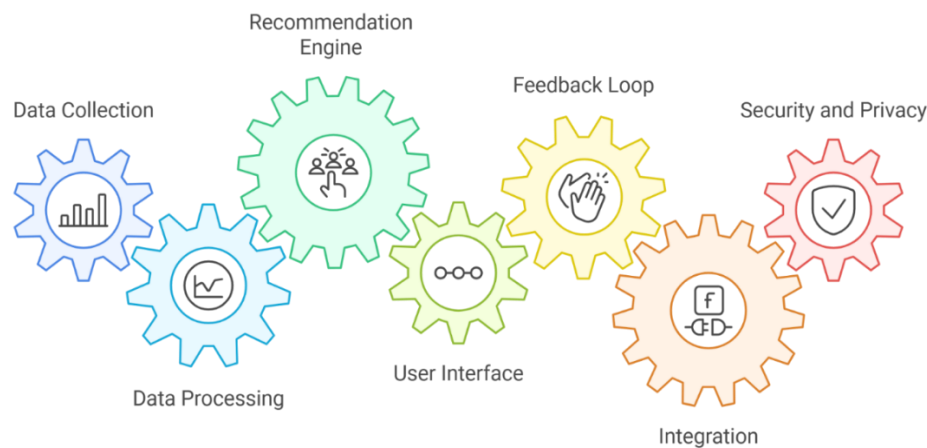 Recommendation
Engine
Data Collection
Feedback Loop
Security and Privacy
User Interface
Data Processing
Integration
f